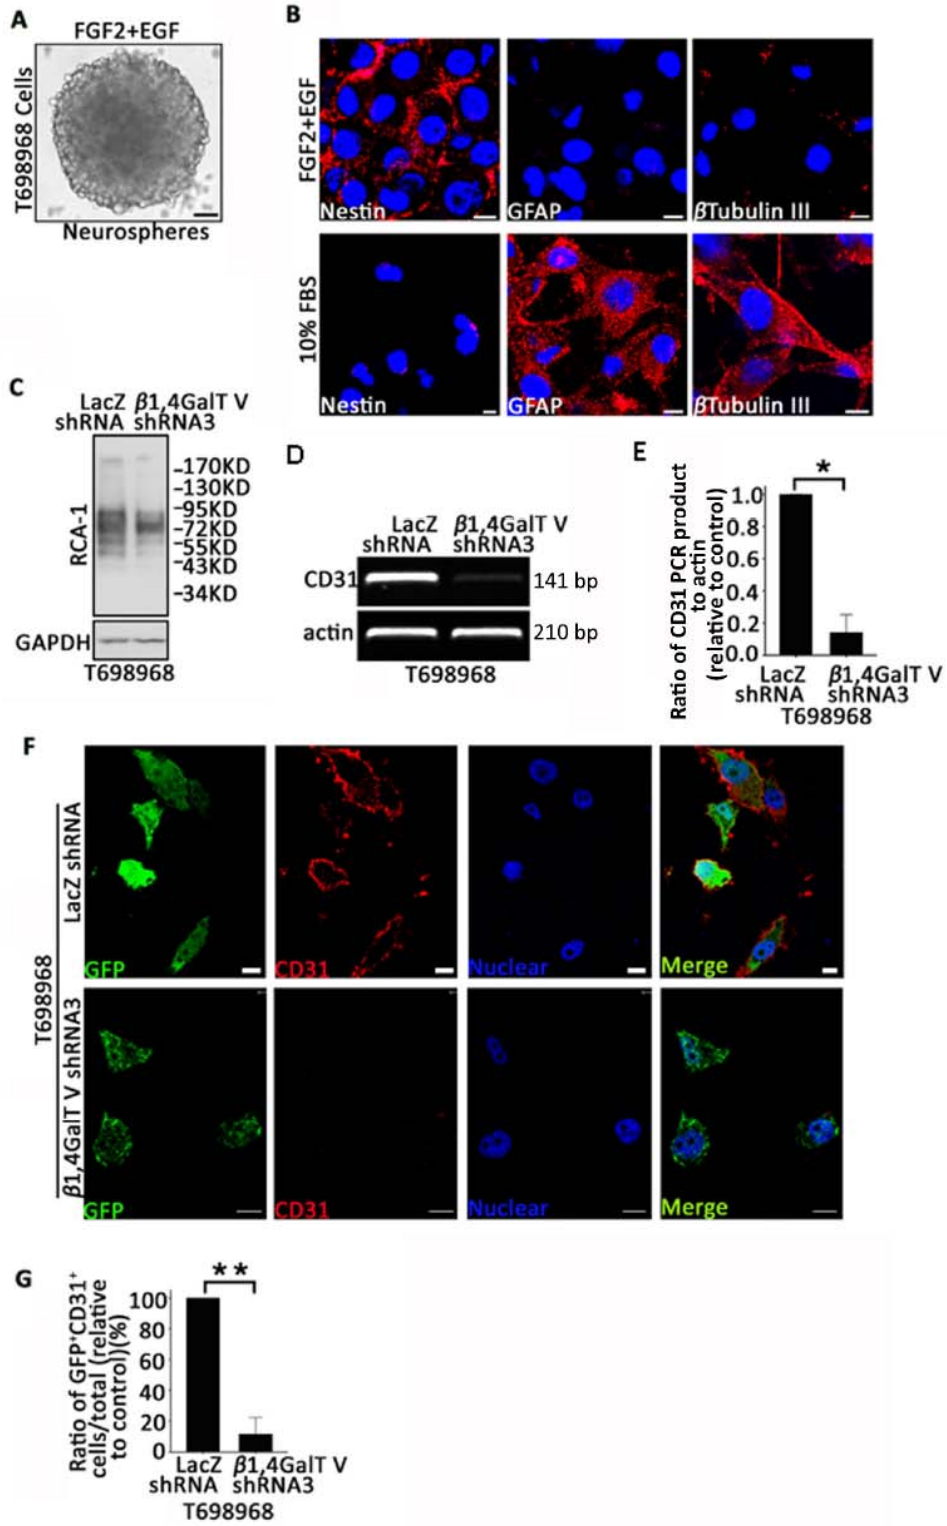 A
FGF2+EGF
T698968 Cells
Neurospheres
B
FGF2+EGF
Nestin
GFAP
βTubulin III
10% FBS
Nestin
GFAP
βTubulin III
C
LacZ β1,4GalT V
shRNA shRNA3
RCA-1
-170KD
-130KD
-95KD
-72KD
-55KD
-43KD
-34KD
GAPDH
T698968
D
LacZ β1,4GalT V
shRNA shRNA3
CD31
141 bp
actin
210 bp
T698968
E
Ratio of CD31 PCR product
to actin
(relative to control)
*
1.0
0.8
0.6
0.4
0.2
0.0
LacZ β1,4GalT V
shRNA shRNA3
T698968
F
T698968
LacZ shRNA
GFP
CD31
Nuclear
Merge
β1,4GalT V shRNA3
GFP
CD31
Nuclear
Merge
G
Ratio of GFP⁺CD31⁺
cells/total (relative
to control)(%)
**
100
80
60
40
20
0
LacZ β1,4GalT V
shRNA shRNA3
T698968